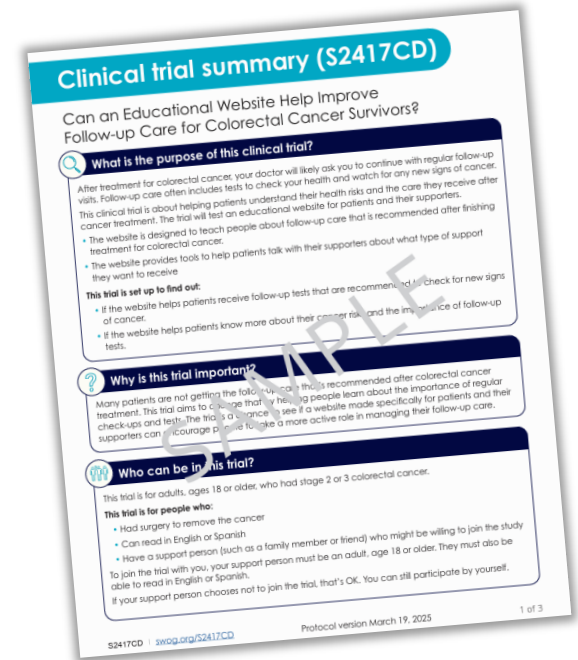 Clinical trial summary (S2417CD)
Can an Educational Website Help Improve
Follow-up Care for Colorectal Cancer Survivors?
What is the purpose of this clinical trial?
After treatment for colorectal cancer, your doctor will likely ask you to continue with regular follow-up
visits. Follow-up care often includes tests to check your health and watch for any new signs of cancer.
This clinical trial is about helping patients understand their health risks and the care they receive after
cancer treatment. The trial will test an educational website for patients and their supporters.
• The website is designed to teach people about follow-up care that is recommended after finishing
treatment for colorectal cancer.
• The website provides tools to help patients talk with their supporters about what type of support
they want to receive
This trial is set up to find out:
• If the website helps patients receive follow-up tests that are recommended to check for new signs
of cancer.
• If the website helps patients know more about their cancer risk and the importance of follow-up
tests.
Why is this trial important?
Many patients are not getting the follow-up care that is recommended after colorectal cancer
treatment. This trial aims to change that by helping people learn about the importance of regular
check-ups and tests. The trial is a chance to see if a website made specifically for patients and their
supporters can encourage people to take a more active role in managing their follow-up care.
Who can be in this trial?
This trial is for adults, ages 18 or older, who had stage 2 or 3 colorectal cancer.
This trial is for people who:
• Had surgery to remove the cancer
• Can read in English or Spanish
• Have a support person (such as a family member or friend) who might be willing to join the study
To join the trial with you, your support person must be an adult, age 18 or older. They must also be
able to read in English or Spanish.
If your support person chooses not to join the trial, that's OK. You can still participate by yourself.
S2417CD | swog.org/S2417CD
Protocol version March 19, 2025
1 of 3
SAMPLE